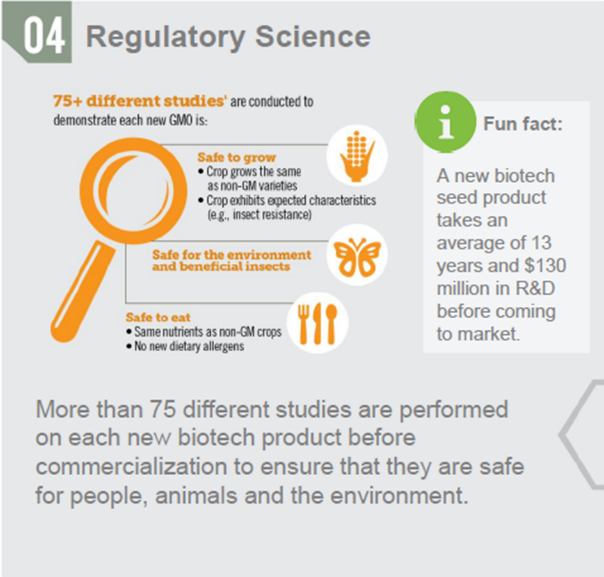 04 Regulatory Science
75+ different studies¹ are conducted to
demonstrate each new GMO is:
Safe to grow
• Crop grows the same
as non-GM varieties
• Crop exhibits expected characteristics
(e.g., insect resistance)
Safe for the environment
and beneficial insects
Safe to eat
• Same nutrients as non-GM crops
• No new dietary allergens
i
Fun fact:
A new biotech
seed product
takes an
average of 13
years and $130
million in R&D
before coming
to market.
More than 75 different studies are performed
on each new biotech product before
commercialization to ensure that they are safe
for people, animals and the environment.